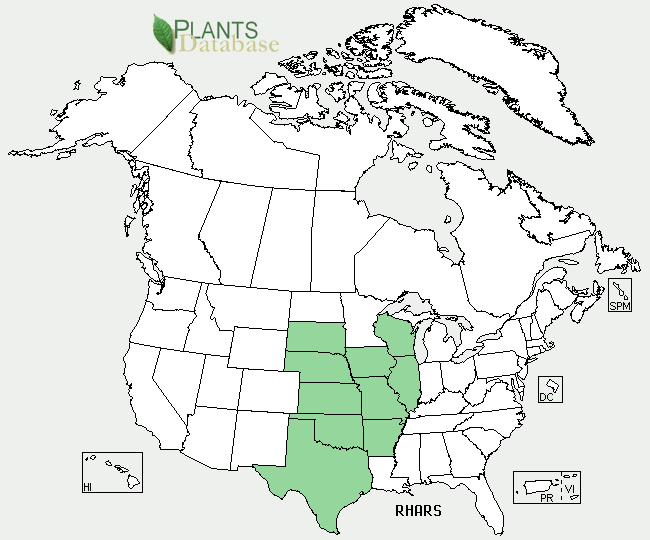 PLANTS
Database
SPM
DC
HI
PR
VI
RHARS